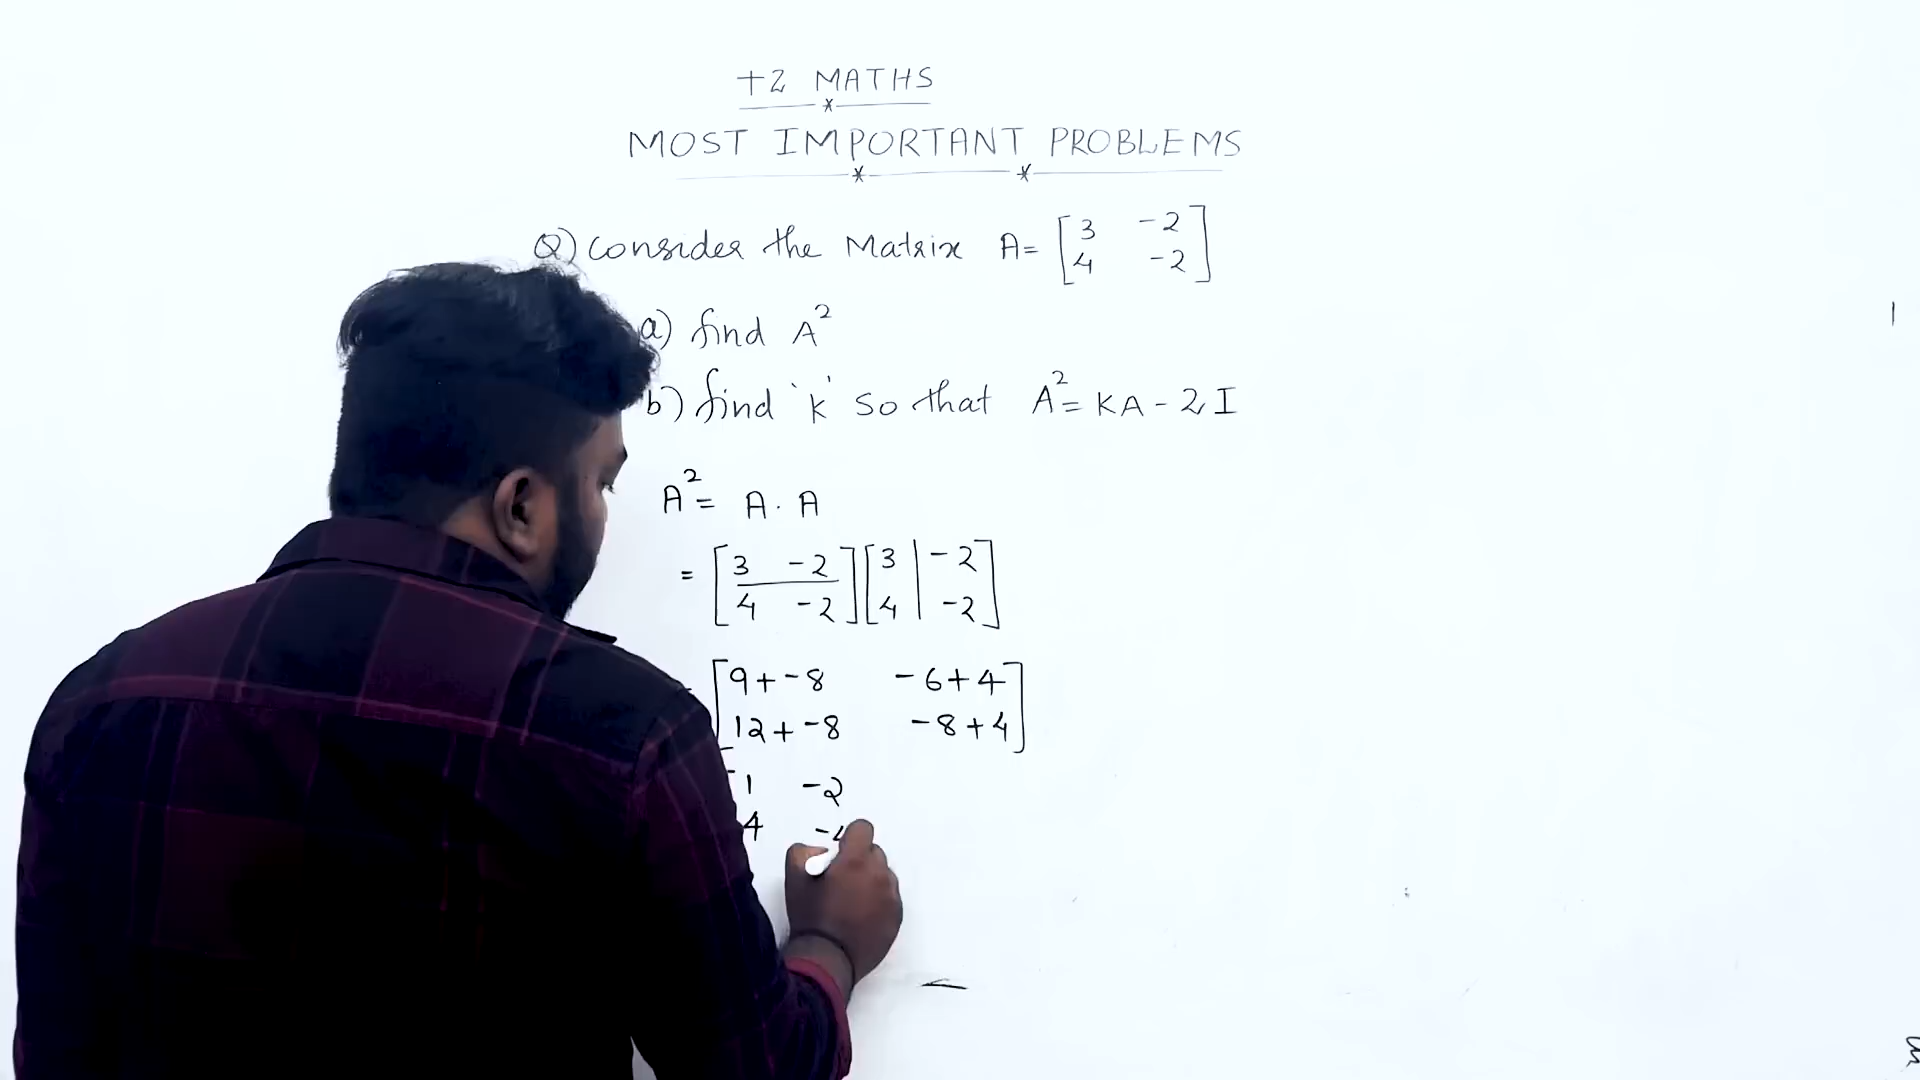 +2 MATHS
MOST IMPORTANT PROBLEMS
Q) Consider the Matrix A= [3 -2
4 -2]
a) find A²
b) find 'K' so that A²= KA - 2I
A²= A . A
= [3 -2 [3 | -2
4 -2] 4 | -2]
[9+-8 -6+4
12+-8 -8+4]
1 -2
4 -4